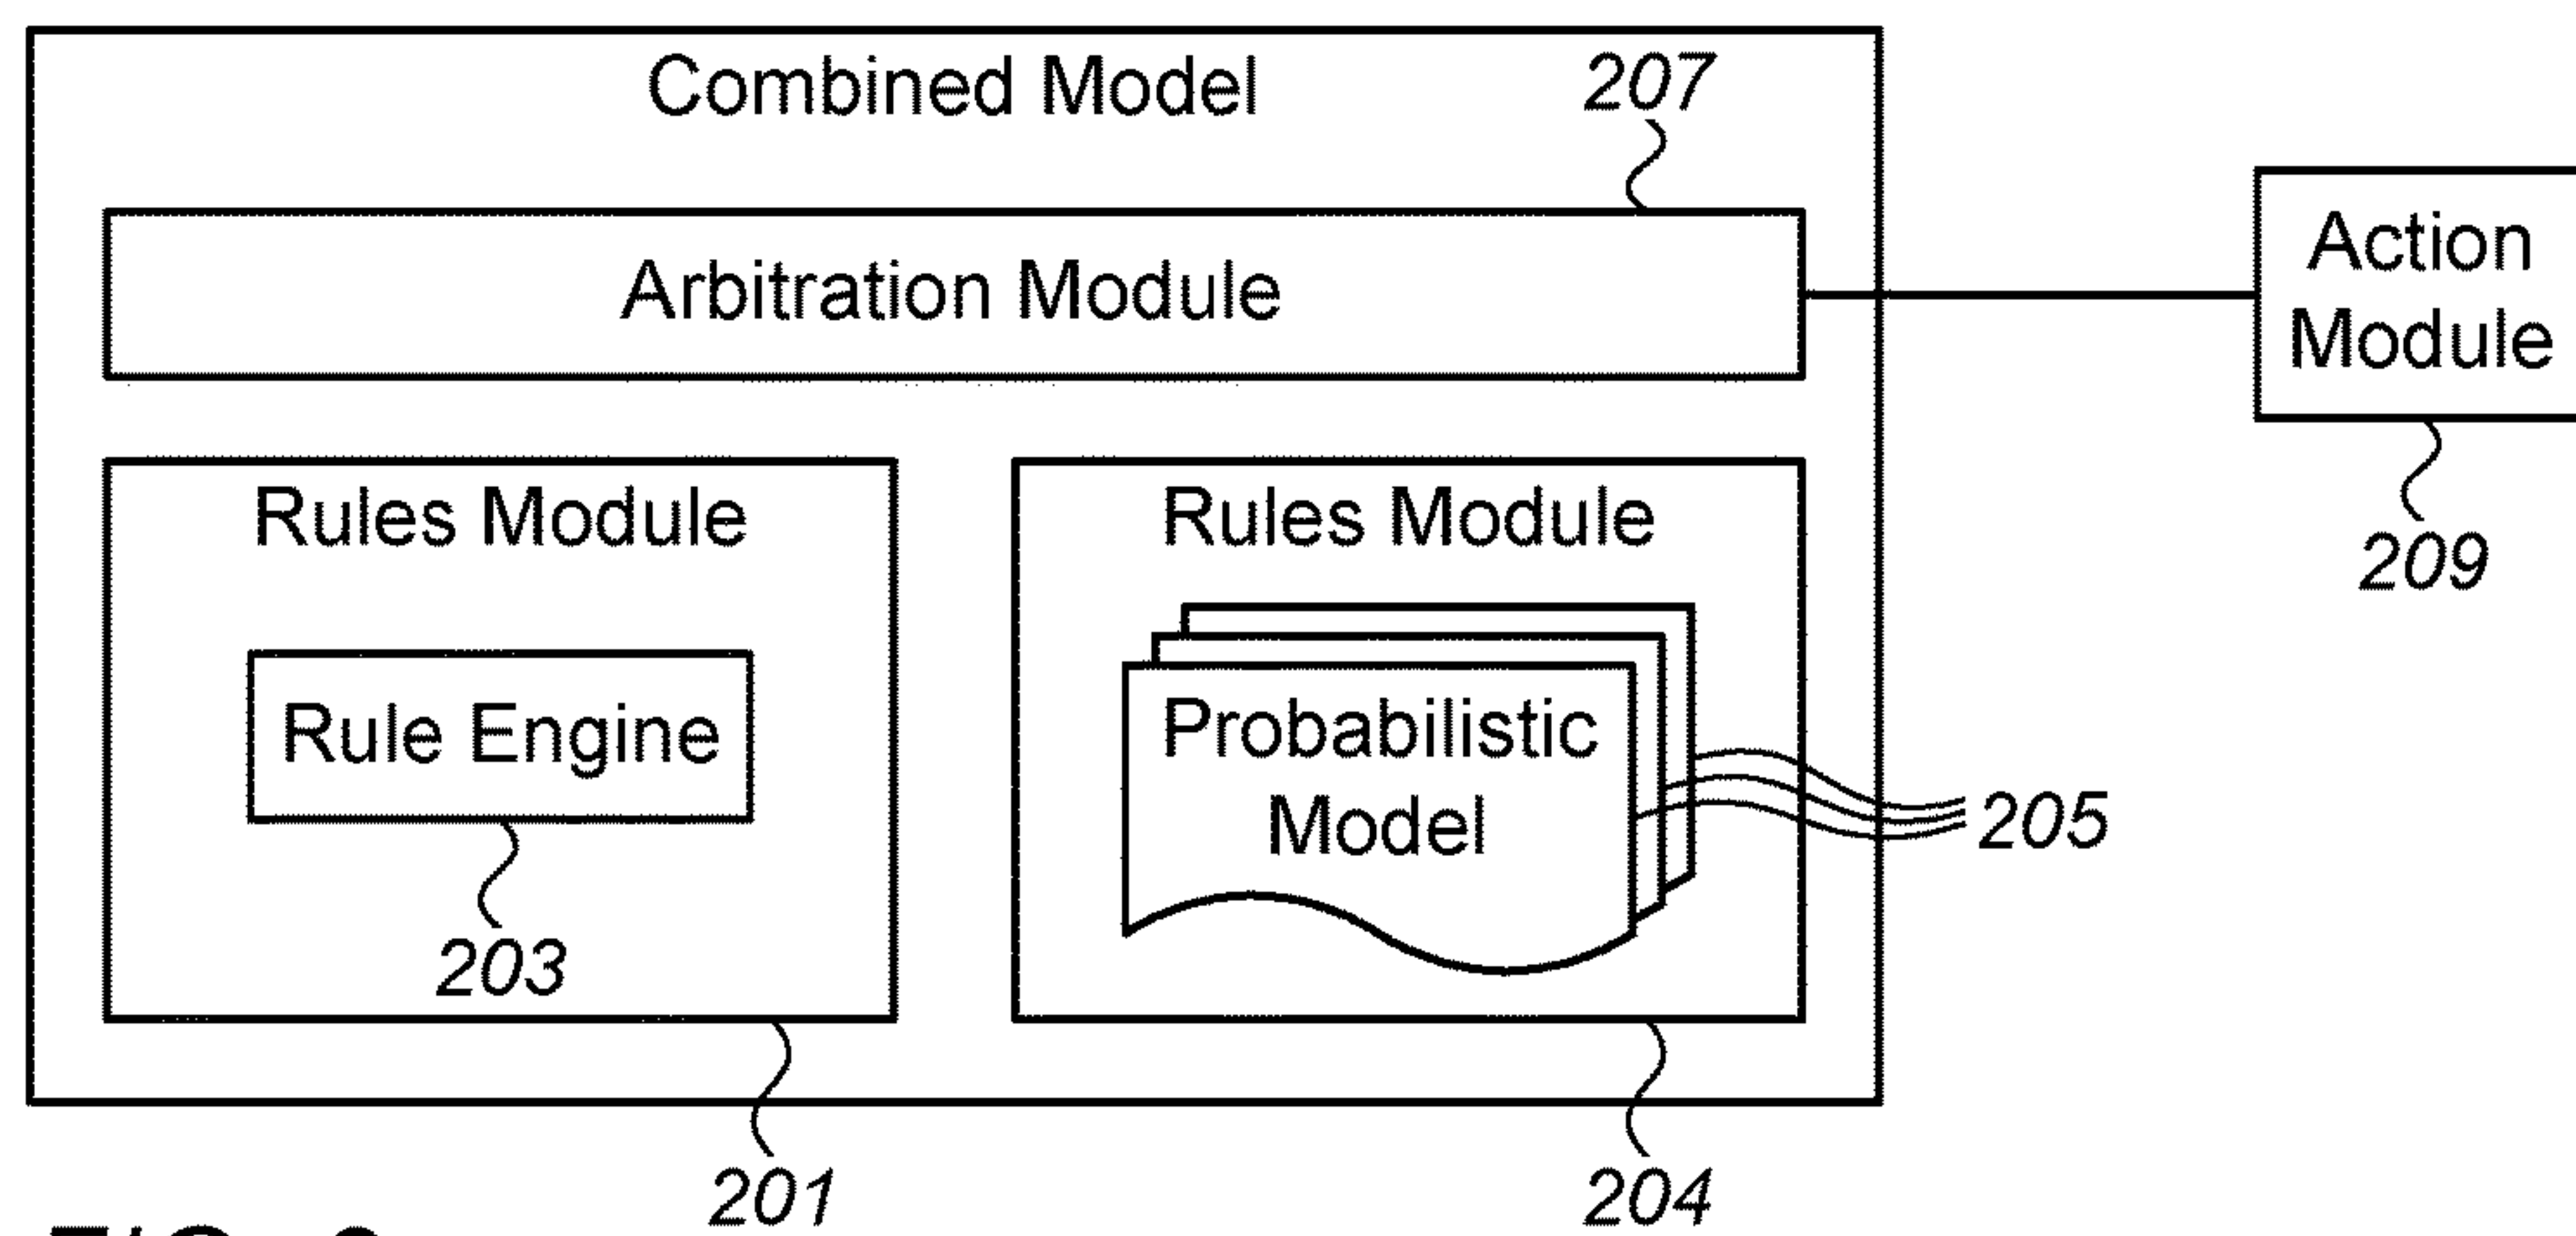 Combined Model
207
Arbitration Module
Action
Module
209
Rules Module
Rule Engine
203
201
Rules Module
Probabilistic
Model
205
204